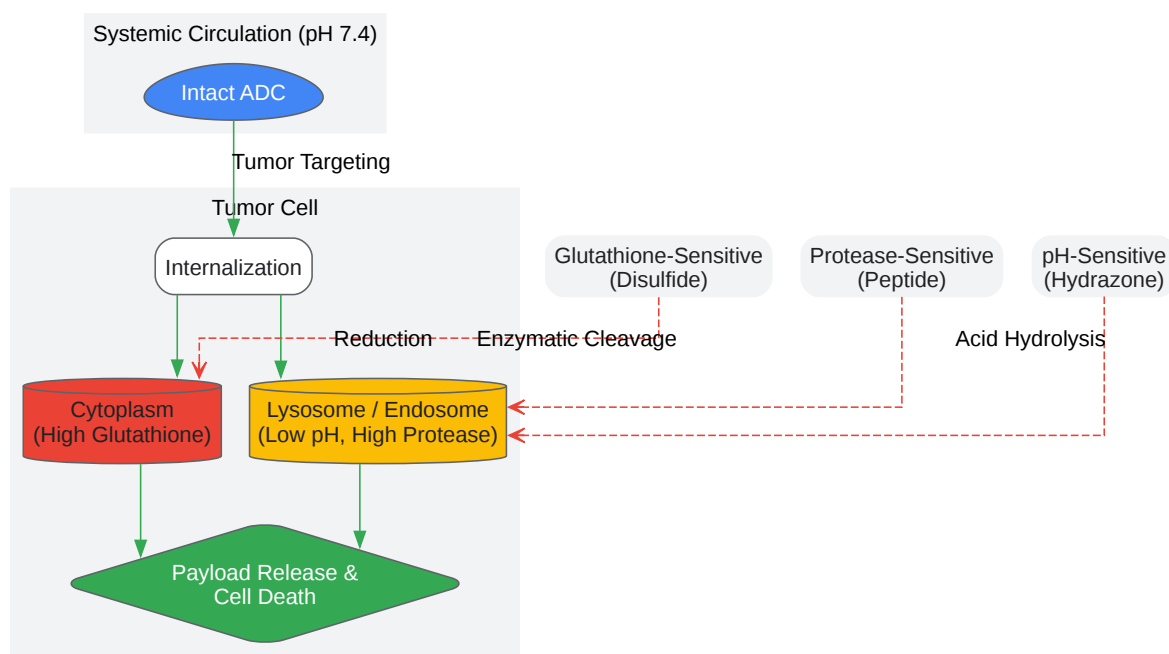 Systemic Circulation (pH 7.4)
Intact ADC
Tumor Targeting
Tumor Cell
Internalization
Glutathione-Sensitive
(Disulfide)
Protease-Sensitive
(Peptide)
pH-Sensitive
(Hydrazone)
Reduction
Enzymatic Cleavage
Acid Hydrolysis
Cytoplasm
(High Glutathione)
Lysosome / Endosome
(Low pH, High Protease)
Payload Release &
Cell Death